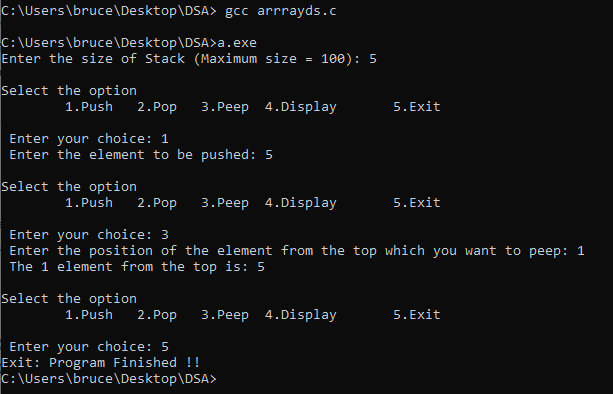 C:\Users\bruce\Desktop\DSA> gcc arrrayds.c
C:\Users\bruce\Desktop\DSA>a.exe
Enter the size of Stack (Maximum size = 100): 5
Select the option
1.Push 2.Pop 3.Peep 4.Display 5.Exit
Enter your choice: 1
Enter the element to be pushed: 5
Select the option
1.Push 2.Pop 3.Peep 4.Display 5.Exit
Enter your choice: 3
Enter the position of the element from the top which you want to peep: 1
The 1 element from the top is: 5
Select the option
1.Push 2.Pop 3.Peep 4.Display 5.Exit
Enter your choice: 5
Exit: Program Finished !!
C:\Users\bruce\Desktop\DSA>